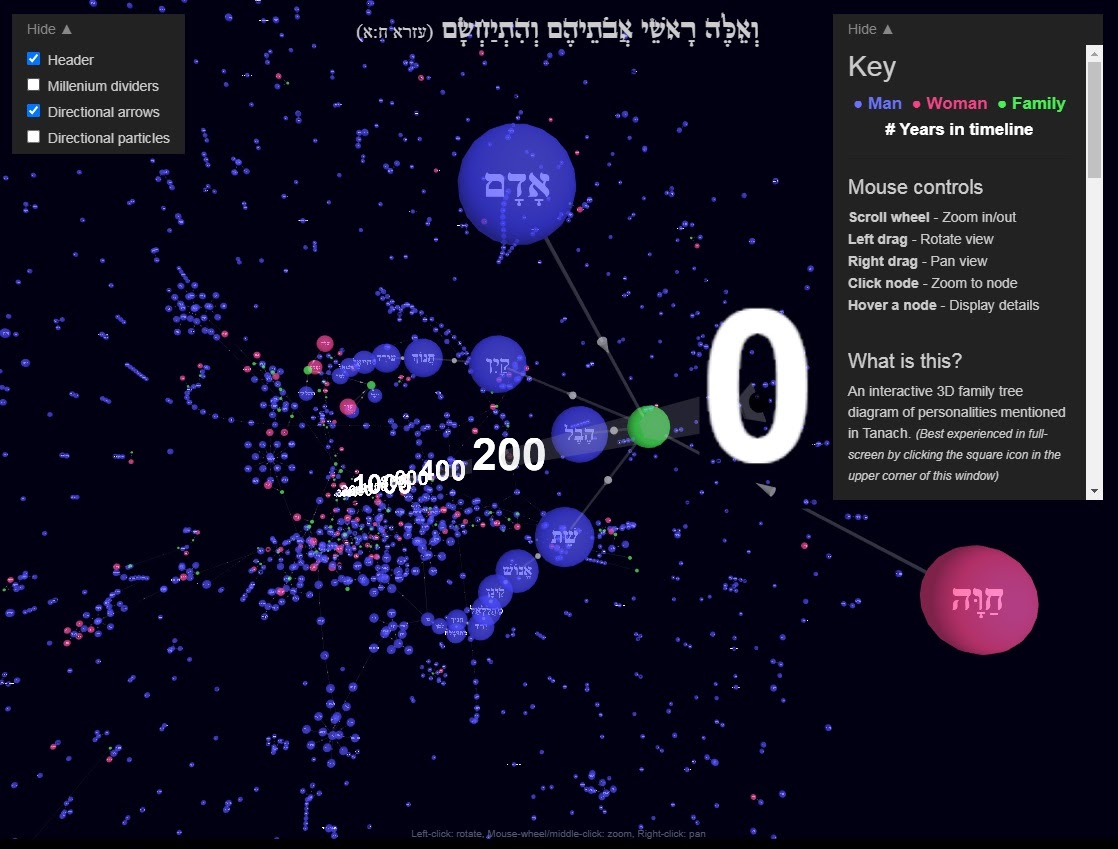 Hide ▲
Header
Millenium dividers
Directional arrows
Directional particles
וְאֵלֶּה רָאשֵׁי אֲבֹתֵיהֶם וְהִתְיַחְשָׂם (עזרא ח:א)
Hide ▲
Key
● Man ● Woman ● Family
# Years in timeline
Mouse controls
Scroll wheel - Zoom in/out
Left drag - Rotate view
Right drag - Pan view
Click node - Zoom to node
Hover a node - Display details
What is this?
An interactive 3D family tree
diagram of personalities mentioned
in Tanach. (Best experienced in full-
screen by clicking the square icon in the
upper corner of this window)
אָדָם
0
קַיִן
חֲנוֹךְ
עִירָד
הֶבֶל
200
400
שֵׁת
אֱנוֹשׁ
קֵינָן
מַהֲלַלְאֵל
יֶרֶד
חַוָּה
Left-click: rotate, Mouse-wheel/middle-click: zoom, Right-click: pan